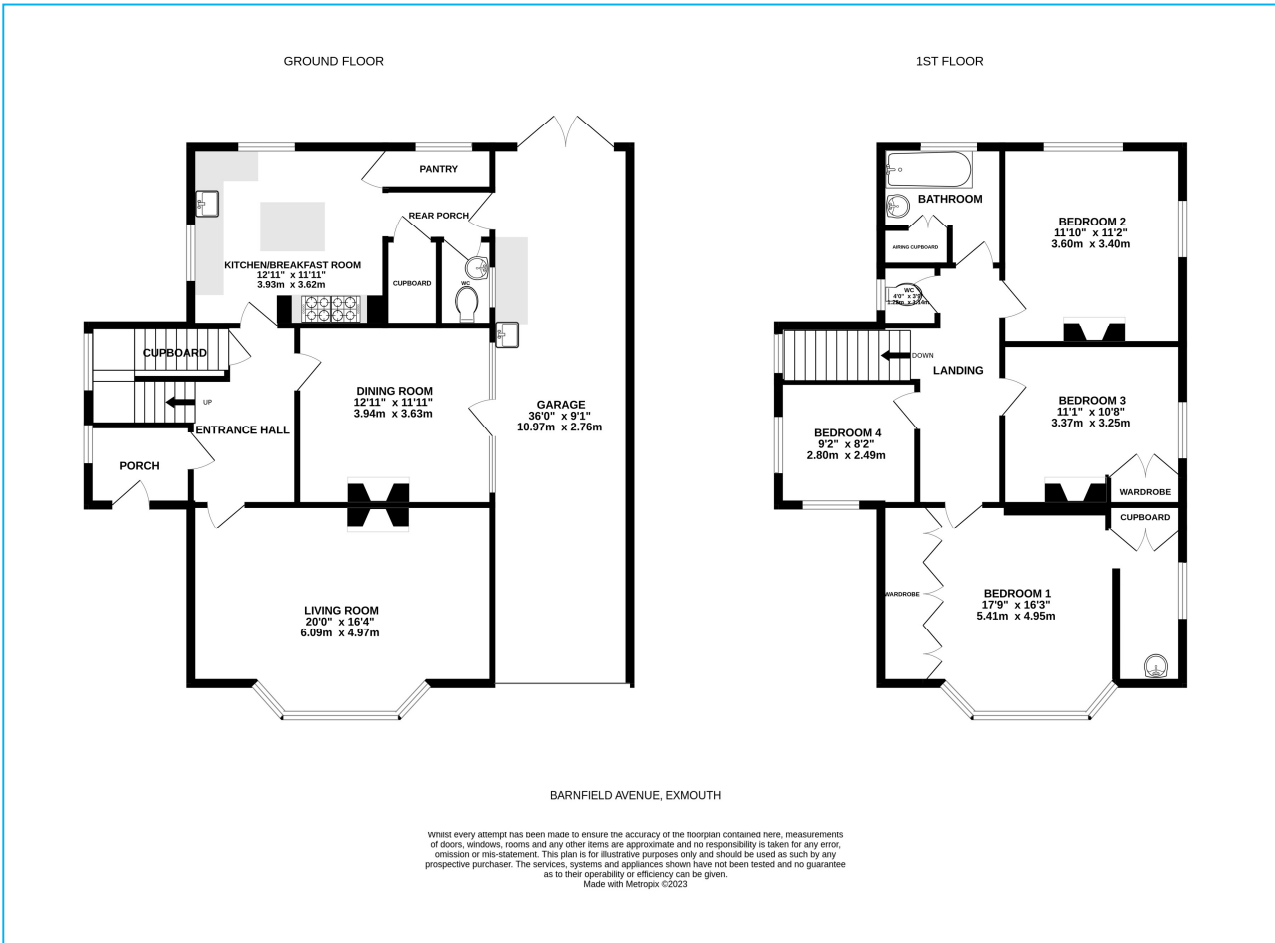 GROUND FLOOR
PANTRY
REAR PORCH
KITCHEN/BREAKFAST ROOM
12'11" x 11'11"
3.93m x 3.62m
CUPBOARD
WC
CUPBOARD
UP
ENTRANCE HALL
PORCH
DINING ROOM
12'11" x 11'11"
3.94m x 3.63m
GARAGE
36'0" x 9'1"
10.97m x 2.76m
LIVING ROOM
20'0" x 16'4"
6.09m x 4.97m
1ST FLOOR
BATHROOM
AIRING CUPBOARD
BEDROOM 2
11'10" x 11'2"
3.60m x 3.40m
WC
4'0" x 3'9"
DOWN
LANDING
BEDROOM 3
11'1" x 10'8"
3.37m x 3.25m
BEDROOM 4
9'2" x 8'2"
2.80m x 2.49m
WARDROBE
CUPBOARD
WARDROBE
BEDROOM 1
17'9" x 16'3"
5.41m x 4.95m
BARNFIELD AVENUE, EXMOUTH
Whilst every attempt has been made to ensure the accuracy of the floorplan contained here, measurements
of doors, windows, rooms and any other items are approximate and no responsibility is taken for any error,
omission or mis-statement. This plan is for illustrative purposes only and should be used as such by any
prospective purchaser. The services, systems and appliances shown have not been tested and no guarantee
as to their operability or efficiency can be given.
Made with Metropix ©2023